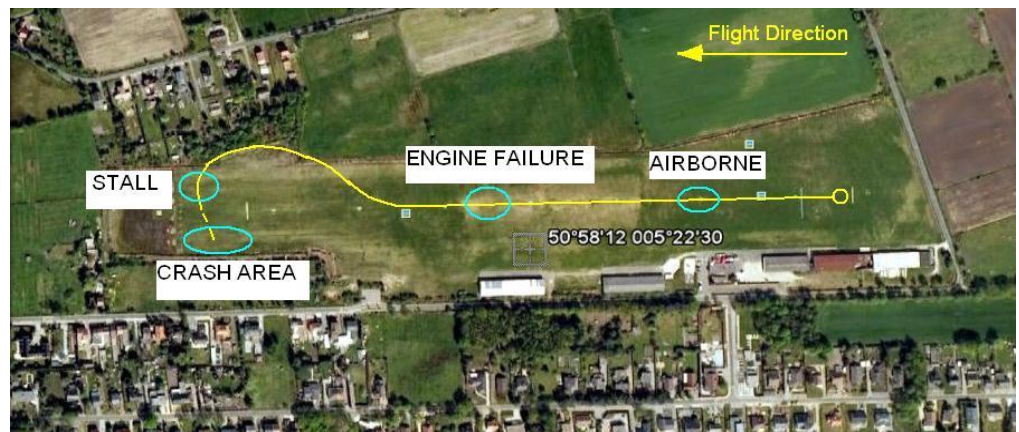 Flight Direction
ENGINE FAILURE
AIRBORNE
STALL
50°58'12 005°22'30
CRASH AREA